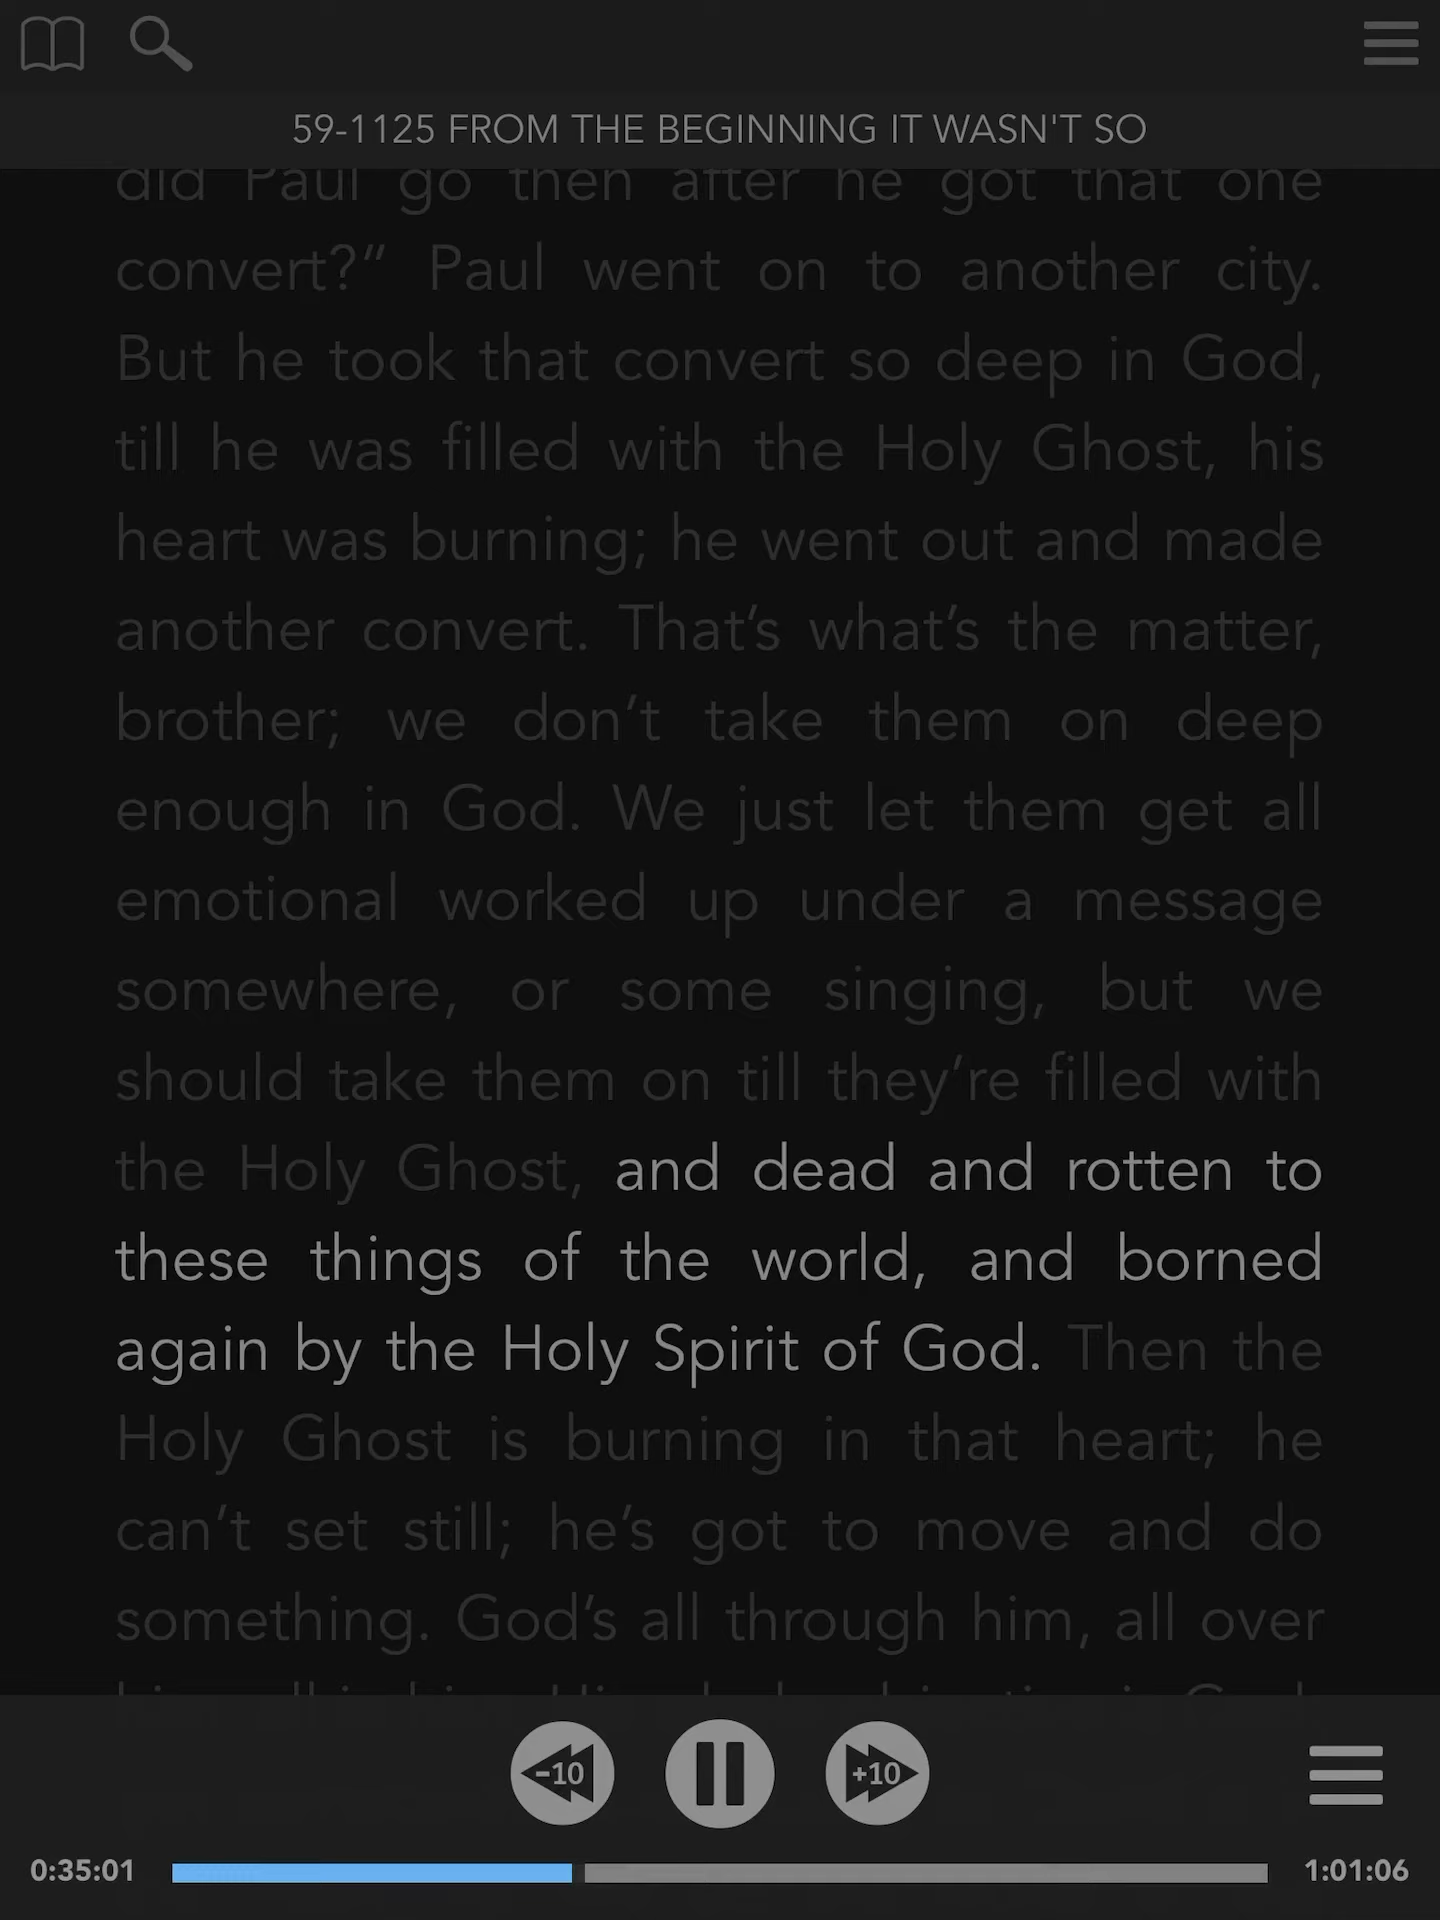 59-1125 FROM THE BEGINNING IT WASN'T SO
did Paul go then after he got that one
convert?” Paul went on to another city.
But he took that convert so deep in God,
till he was filled with the Holy Ghost, his
heart was burning; he went out and made
another convert. That’s what’s the matter,
brother; we don’t take them on deep
enough in God. We just let them get all
emotional worked up under a message
somewhere, or some singing, but we
should take them on till they’re filled with
the Holy Ghost, and dead and rotten to
these things of the world, and borned
again by the Holy Spirit of God. Then the
Holy Ghost is burning in that heart; he
can’t set still; he’s got to move and do
something. God’s all through him, all over
-10 +10
0:35:01 1:01:06